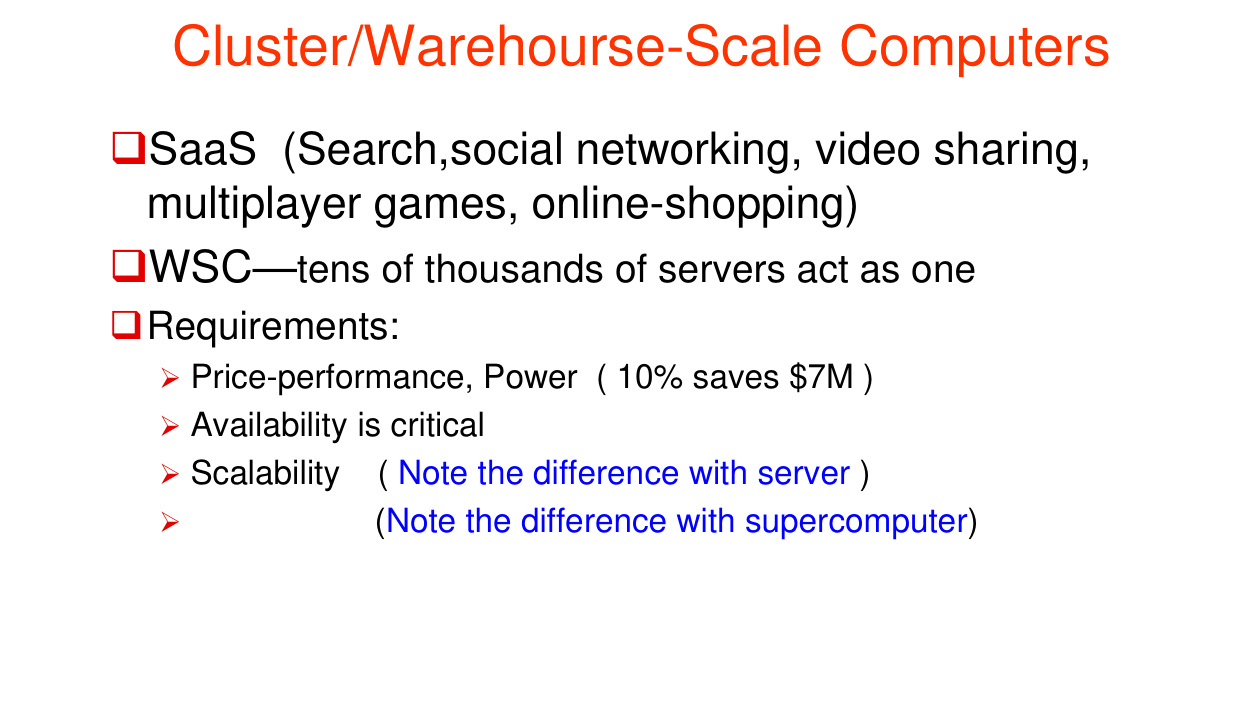 Cluster/Warehourse-Scale Computers
❑SaaS (Search,social networking, video sharing,
multiplayer games, online-shopping)
❑WSC—tens of thousands of servers act as one
❑Requirements:
➢ Price-performance, Power ( 10% saves $7M )
➢ Availability is critical
➢ Scalability ( Note the difference with server )
➢ (Note the difference with supercomputer)